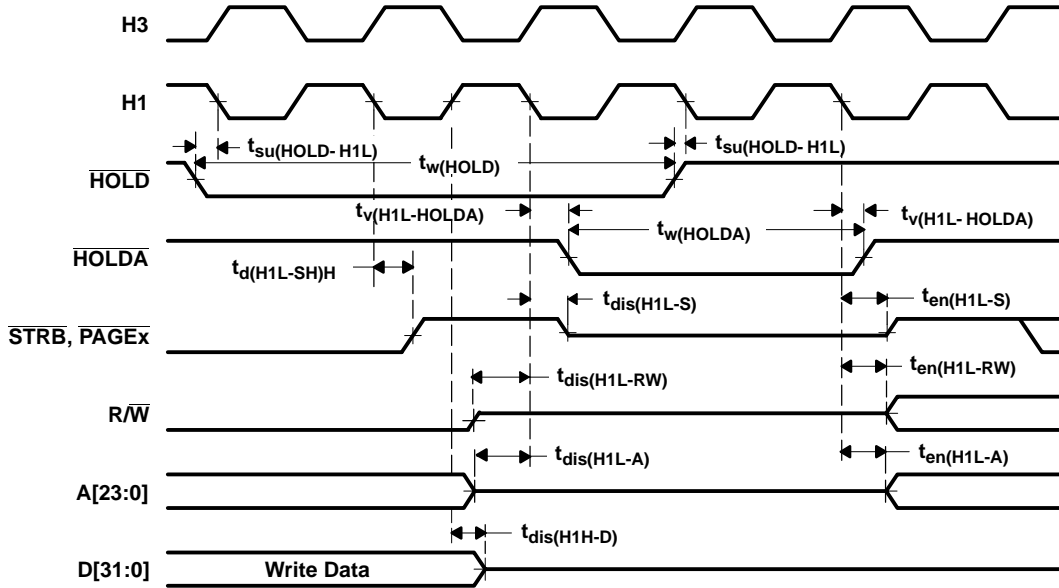 H3
H1
tsu(HOLD- H1L)
tsu(HOLD- H1L)
tw(HOLD)
HOLD
tv(H1L-HOLDA)
tv(H1L- HOLDA)
tw(HOLDA)
HOLDA
td(H1L-SH)H
tdis(H1L-S)
ten(H1L-S)
STRB, PAGEx
tdis(H1L-RW)
ten(H1L-RW)
R/W
tdis(H1L-A)
ten(H1L-A)
A[23:0]
tdis(H1H-D)
D[31:0]
Write Data